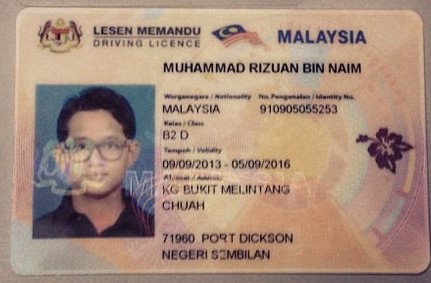 LESEN MEMANDU
DRIVING LICENCE
MALAYSIA
MUHAMMAD RIZUAN BIN NAIM
Warganegara / Nationality No. Pengenalan / Identity No.
MALAYSIA 910905055253
Kelas / Class
B2 D
Tempoh / Validity
09/09/2013 - 05/09/2016
Alamat / Address
KG BUKIT MELINTANG
CHUAH
71960 PORT DICKSON
NEGERI SEMBILAN